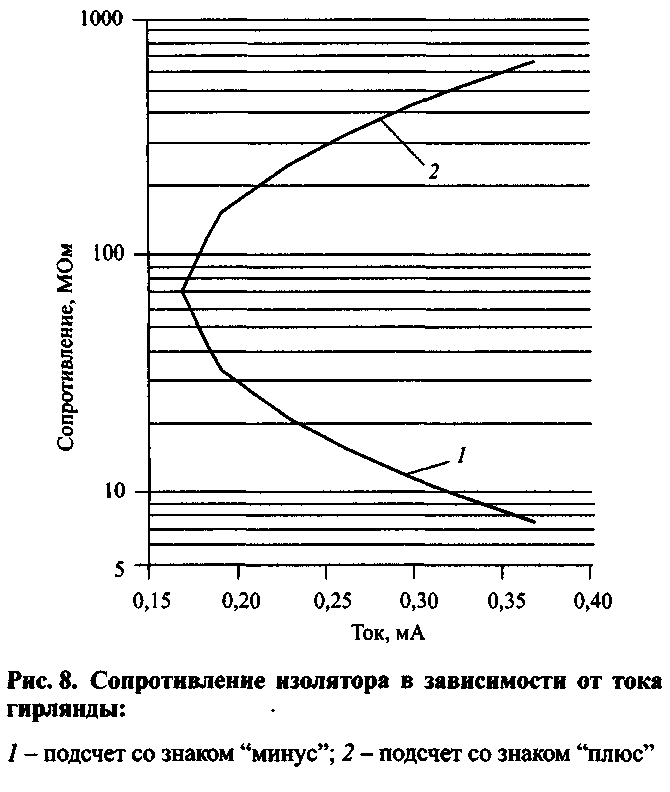 1000
100
10
5
Сопротивление, МОм
2
1
0,15 0,20 0,25 0,30 0,35 0,40
Ток, мА
Рис. 8. Сопротивление изолятора в зависимости от тока
гирлянды:
1 – подсчет со знаком “минус”; 2 – подсчет со знаком “плюс”